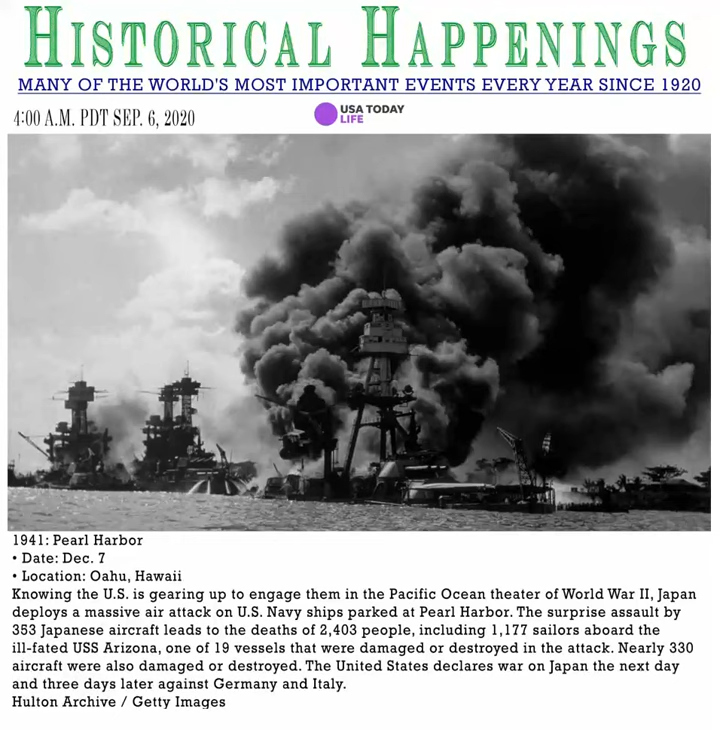 HISTORICAL HAPPENINGS
MANY OF THE WORLD'S MOST IMPORTANT EVENTS EVERY YEAR SINCE 1920
4:00 A.M. PDT SEP. 6, 2020
USA TODAY
LIFE
1941: Pearl Harbor
• Date: Dec. 7
• Location: Oahu, Hawaii
Knowing the U.S. is gearing up to engage them in the Pacific Ocean theater of World War II, Japan
deploys a massive air attack on U.S. Navy ships parked at Pearl Harbor. The surprise assault by
353 Japanese aircraft leads to the deaths of 2,403 people, including 1,177 sailors aboard the
ill-fated USS Arizona, one of 19 vessels that were damaged or destroyed in the attack. Nearly 330
aircraft were also damaged or destroyed. The United States declares war on Japan the next day
and three days later against Germany and Italy.
Hulton Archive / Getty Images